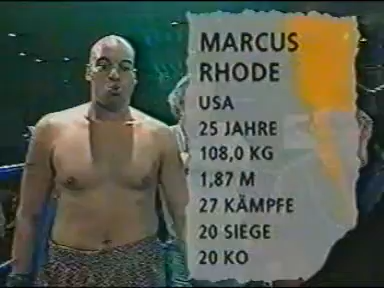 MARCUS
RHODE
USA
25 JAHRE
108,0 KG
1,87 M
27 KÄMPFE
20 SIEGE
20 KO